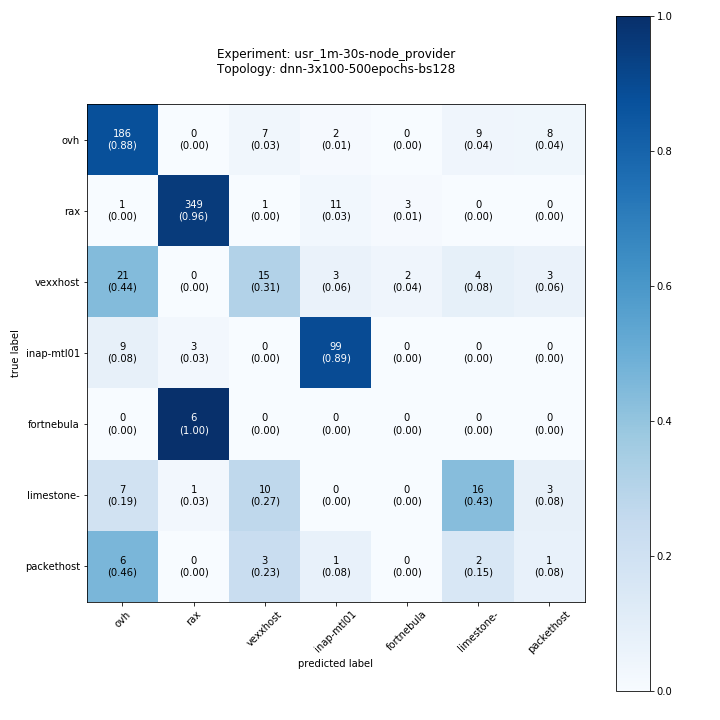 Experiment: usr_1m-30s-node_provider
Topology: dnn-3x100-500epochs-bs128
1.0
0.8
0.6
0.4
0.2
0.0
true label
ovh
186 0 7 2 0 9 8
(0.88) (0.00) (0.03) (0.01) (0.00) (0.04) (0.04)
rax
1 349 1 11 3 0 0
(0.00) (0.96) (0.00) (0.03) (0.01) (0.00) (0.00)
vexxhost
21 0 15 3 2 4 3
(0.44) (0.00) (0.31) (0.06) (0.04) (0.08) (0.06)
inap-mtl01
9 3 0 99 0 0 0
(0.08) (0.03) (0.00) (0.89) (0.00) (0.00) (0.00)
fortnebula
0 6 0 0 0 0 0
(0.00) (1.00) (0.00) (0.00) (0.00) (0.00) (0.00)
limestone-
7 1 10 0 0 16 3
(0.19) (0.03) (0.27) (0.00) (0.00) (0.43) (0.08)
packethost
6 0 3 1 0 2 1
(0.46) (0.00) (0.23) (0.08) (0.00) (0.15) (0.08)
ovh rax vexxhost inap-mtl01 fortnebula limestone- packethost
predicted label